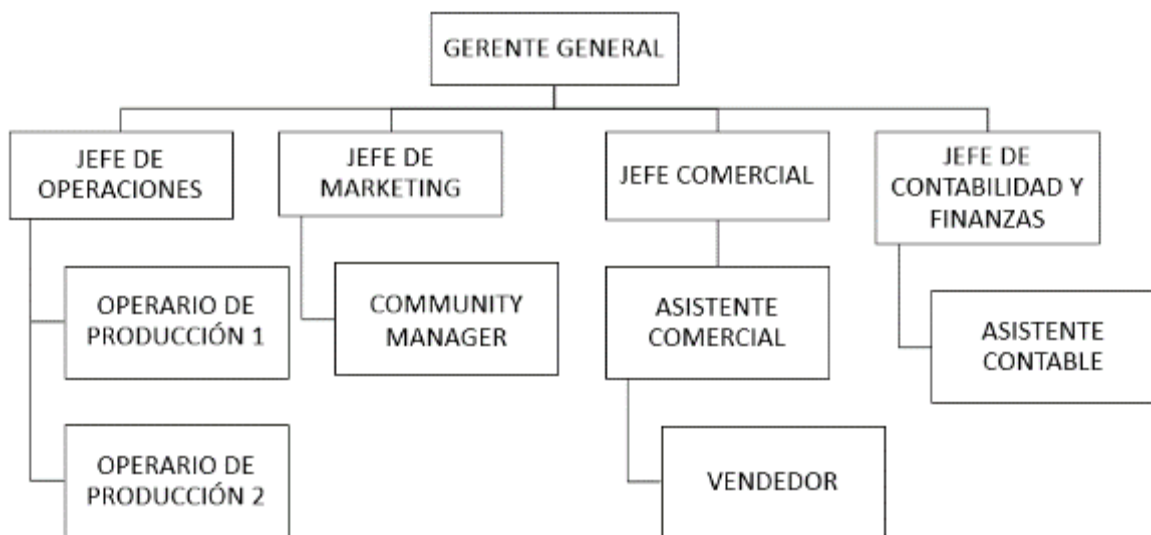 GERENTE GENERAL
JEFE DE
OPERACIONES
JEFE DE
MARKETING
JEFE COMERCIAL
JEFE DE
CONTABILIDAD Y
FINANZAS
OPERARIO DE
PRODUCCIÓN 1
COMMUNITY
MANAGER
ASISTENTE
COMERCIAL
ASISTENTE
CONTABLE
OPERARIO DE
PRODUCCIÓN 2
VENDEDOR